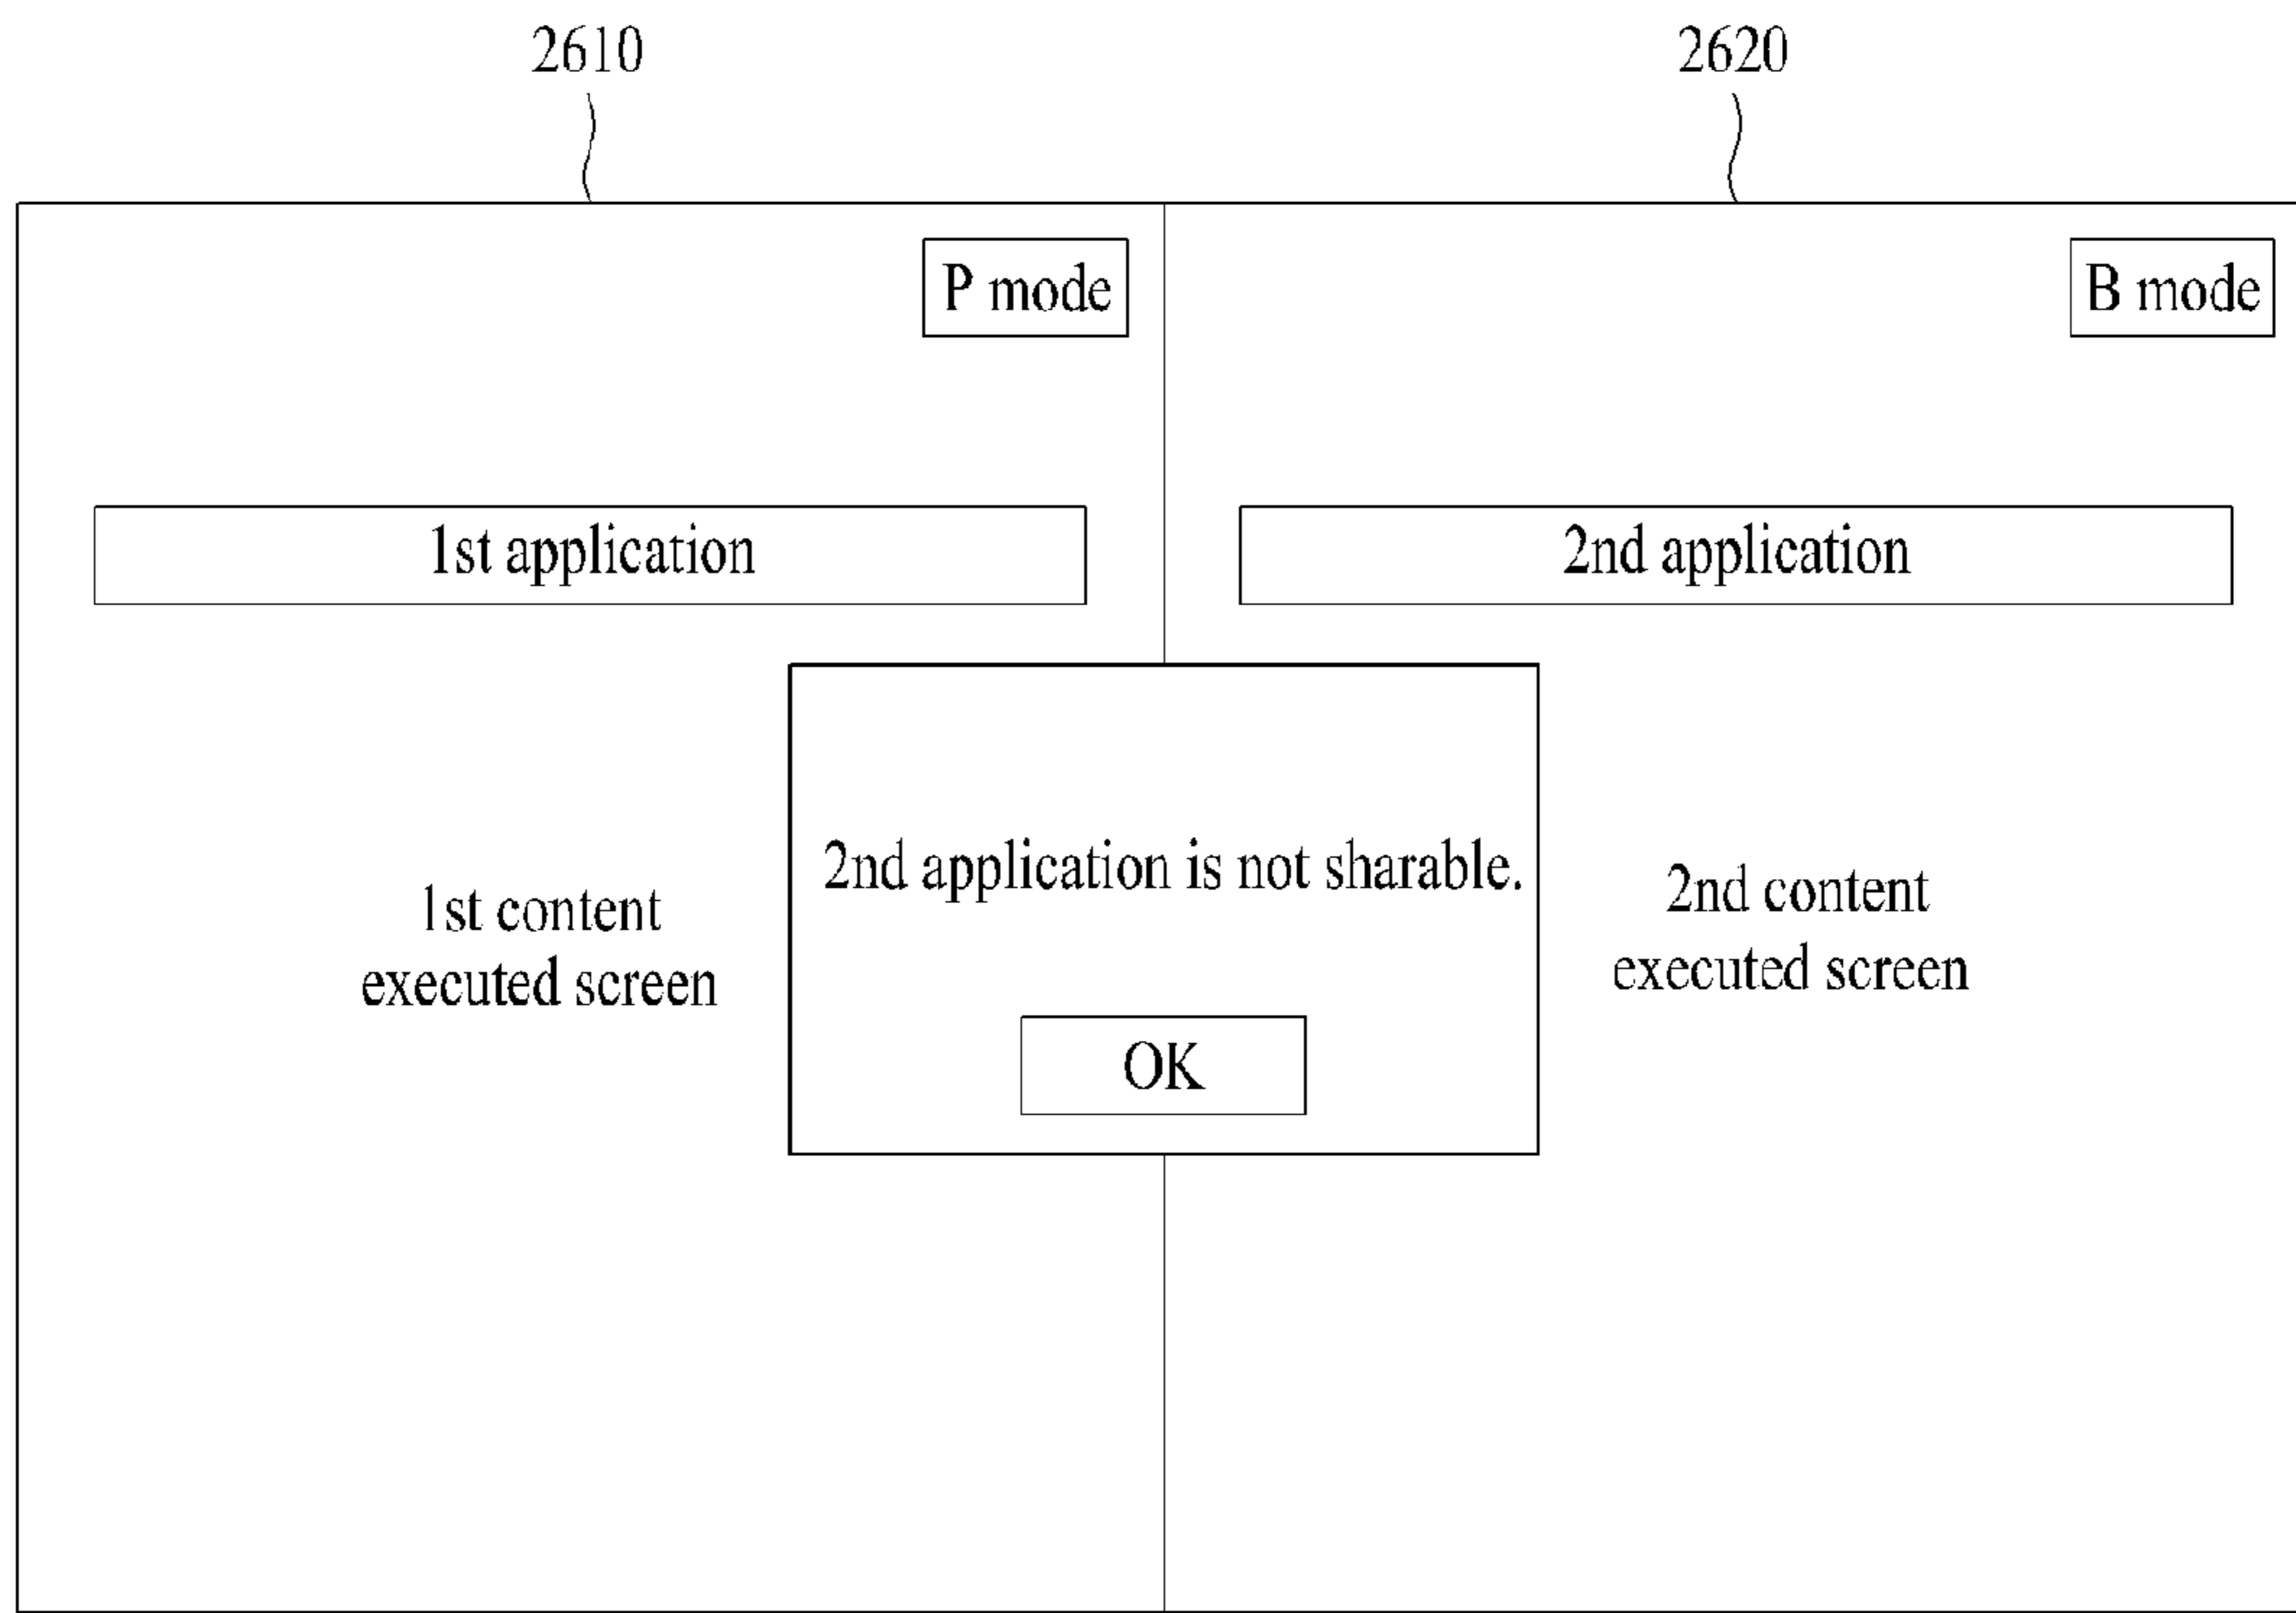 2610
2620
P mode
B mode
1st application
2nd application
2nd application is not sharable.
OK
1st content
executed screen
2nd content
executed screen